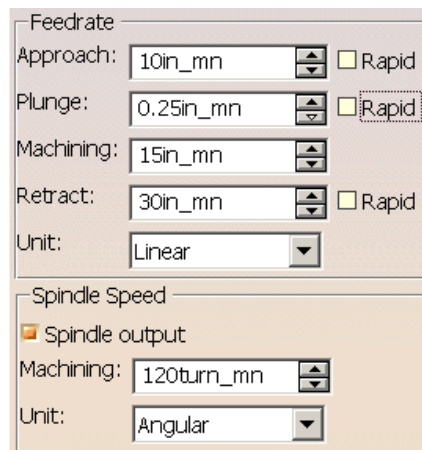 Feedrate
Approach: 10in_mn Rapid
Plunge: 0.25in_mn Rapid
Machining: 15in_mn
Retract: 30in_mn Rapid
Unit: Linear
Spindle Speed
Spindle output
Machining: 120turn_mn
Unit: Angular